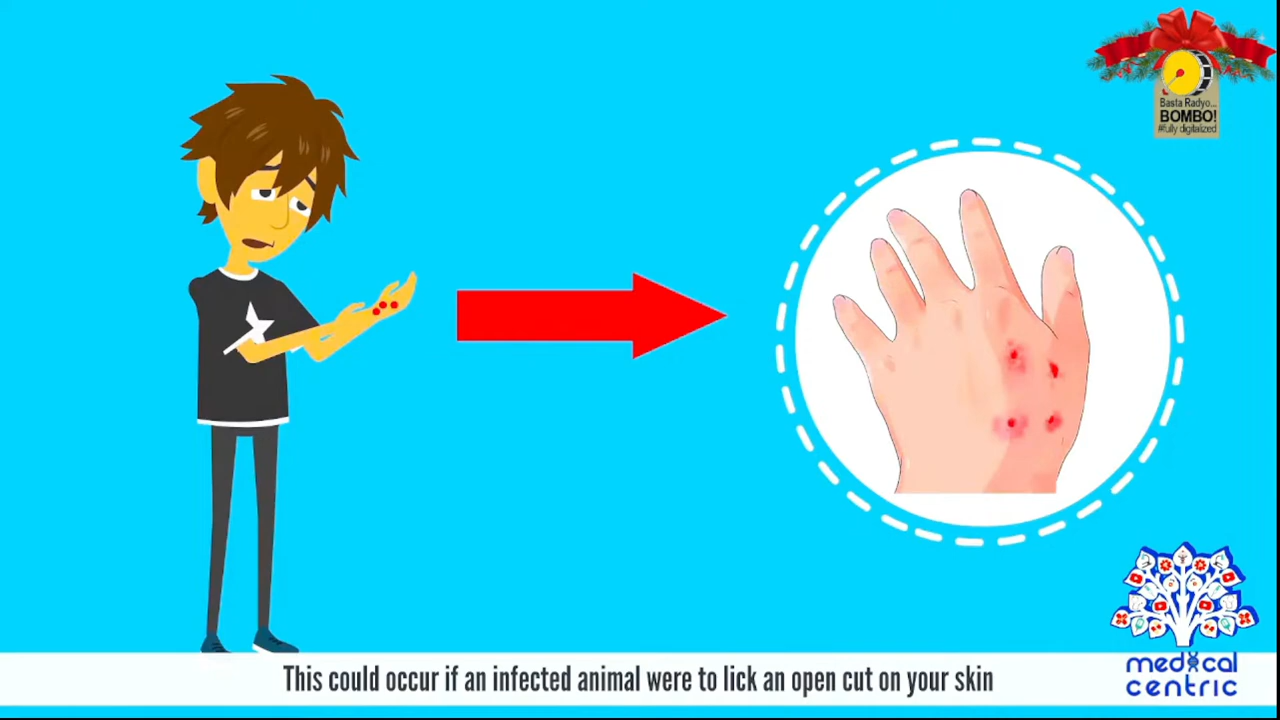 Basta Radyo...
BOMBO!
#fully digitalized
This could occur if an infected animal were to lick an open cut on your skin
medical
centric